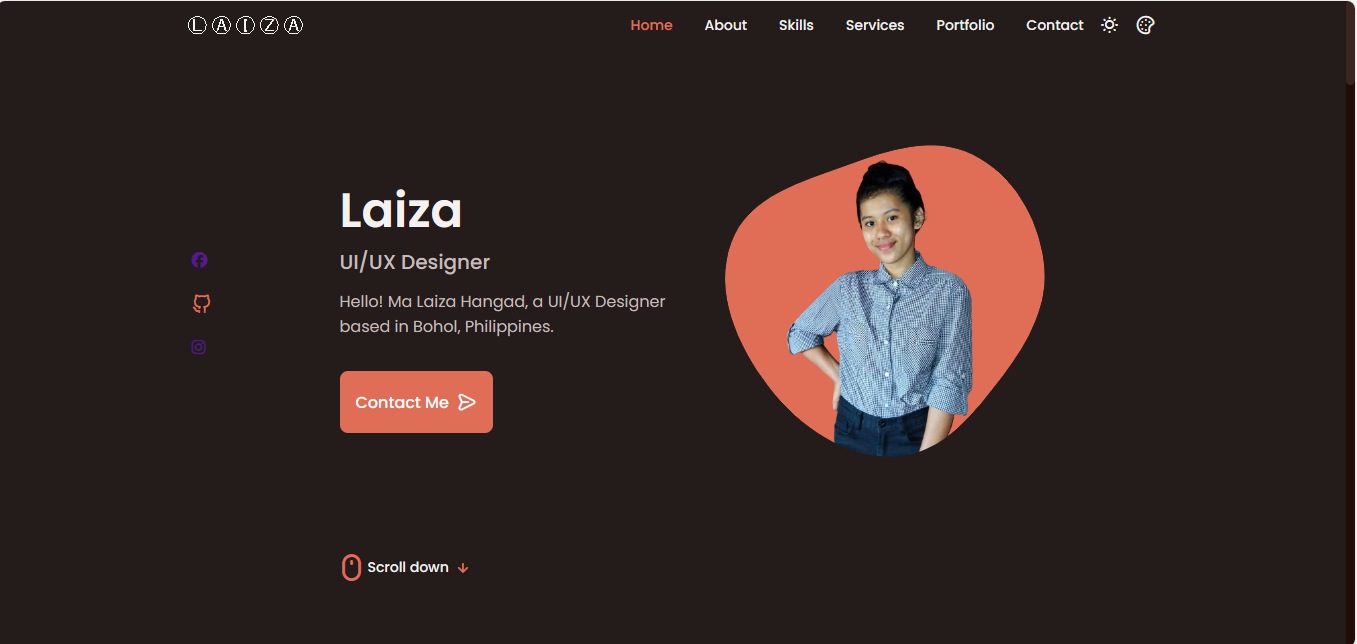 Ⓛ Ⓐ Ⓘ Ⓩ Ⓐ
Home About Skills Services Portfolio Contact
Laiza
UI/UX Designer
Hello! Ma Laiza Hangad, a UI/UX Designer
based in Bohol, Philippines.
Contact Me
Scroll down